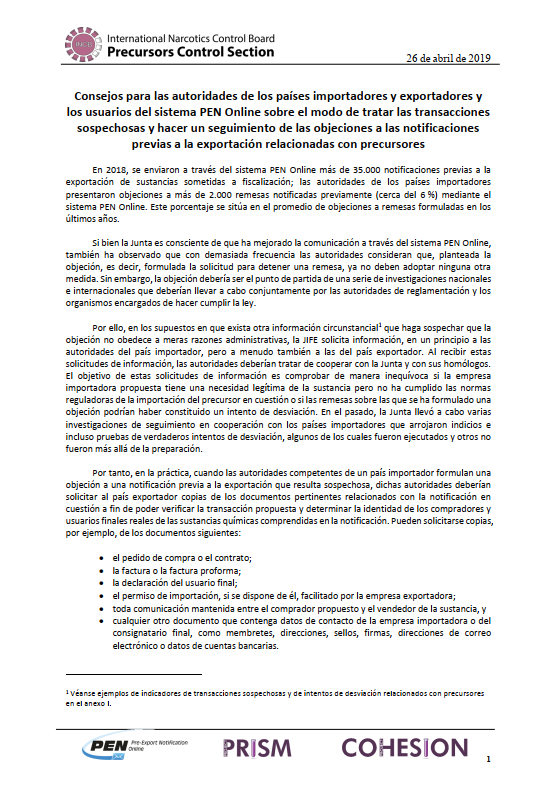 International Narcotics Control Board
Precursors Control Section
26 de abril de 2019
Consejos para las autoridades de los países importadores y exportadores y
los usuarios del sistema PEN Online sobre el modo de tratar las transacciones
sospechosas y hacer un seguimiento de las objeciones a las notificaciones
previas a la exportación relacionadas con precursores
En 2018, se enviaron a través del sistema PEN Online más de 35.000 notificaciones previas a la
exportación de sustancias sometidas a fiscalización; las autoridades de los países importadores
presentaron objeciones a más de 2.000 remesas notificadas previamente (cerca del 6 %) mediante el
sistema PEN Online. Este porcentaje se sitúa en el promedio de objeciones a remesas formuladas en los
últimos años.
Si bien la Junta es consciente de que ha mejorado la comunicación a través del sistema PEN Online,
también ha observado que con demasiada frecuencia las autoridades consideran que, planteada la
objeción, es decir, formulada la solicitud para detener una remesa, ya no deben adoptar ninguna otra
medida. Sin embargo, la objeción debería ser el punto de partida de una serie de investigaciones nacionales
e internacionales que deberían llevar a cabo conjuntamente por las autoridades de reglamentación y los
organismos encargados de hacer cumplir la ley.
Por ello, en los supuestos en que exista otra información circunstancial1 que haga sospechar que la
objeción no obedece a meras razones administrativas, la JIFE solicita información, en un principio a las
autoridades del país importador, pero a menudo también a las del país exportador. Al recibir estas
solicitudes de información, las autoridades deberían tratar de cooperar con la Junta y con sus homólogos.
El objetivo de estas solicitudes de información es comprobar de manera inequívoca si la empresa
importadora propuesta tiene una necesidad legítima de la sustancia pero no ha cumplido las normas
reguladoras de la importación del precursor en cuestión o si las remesas sobre las que se ha formulado una
objeción podrían haber constituido un intento de desviación. En el pasado, la Junta llevó a cabo varias
investigaciones de seguimiento en cooperación con los países importadores que arrojaron indicios e
incluso pruebas de verdaderos intentos de desviación, algunos de los cuales fueron ejecutados y otros no
fueron más allá de la preparación.
Por tanto, en la práctica, cuando las autoridades competentes de un país importador formulan una
objeción a una notificación previa a la exportación que resulta sospechosa, dichas autoridades deberían
solicitar al país exportador copias de los documentos pertinentes relacionados con la notificación en
cuestión a fin de poder verificar la transacción propuesta y determinar la identidad de los compradores y
usuarios finales reales de las sustancias químicas comprendidas en la notificación. Pueden solicitarse copias,
por ejemplo, de los documentos siguientes:
• el pedido de compra o el contrato;
• la factura o la factura proforma;
• la declaración del usuario final;
• el permiso de importación, si se dispone de él, facilitado por la empresa exportadora;
• toda comunicación mantenida entre el comprador propuesto y el vendedor de la sustancia, y
• cualquier otro documento que contenga datos de contacto de la empresa importadora o del
consignatario final, como membretes, direcciones, sellos, firmas, direcciones de correo
electrónico o datos de cuentas bancarias.
1 Véanse ejemplos de indicadores de transacciones sospechosas y de intentos de desviación relacionados con precursores
en el anexo I.
PEN Pre-Export Notification
Online
PRISM
COHESION
1